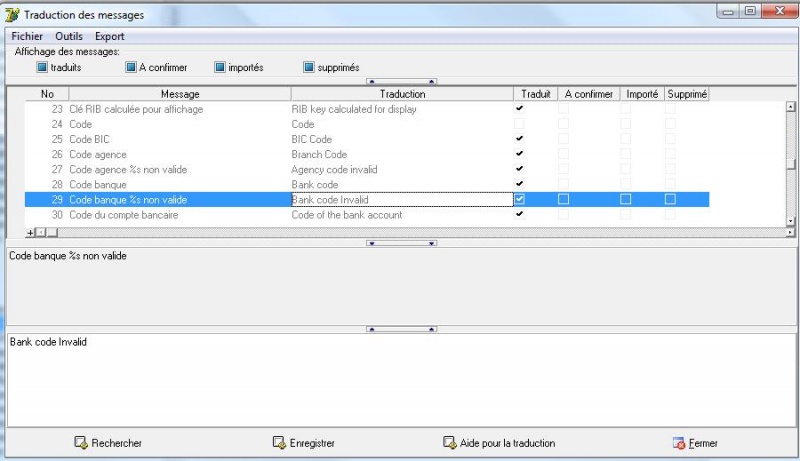 Traduction des messages
Fichier Outils Export
Affichage des messages:
traduits A confirmer importés supprimés
No Message Traduction Traduit A confirmer Importé Supprimé
23 Clé RIB calculée pour affichage RIB key calculated for display
24 Code Code
25 Code BIC BIC Code
26 Code agence Branch Code
27 Code agence %s non valide Agency code invalid
28 Code banque Bank code
29 Code banque %s non valide Bank code Invalid
30 Code du compte bancaire Code of the bank account
Code banque %s non valide
Bank code Invalid
Rechercher Enregistrer Aide pour la traduction Fermer